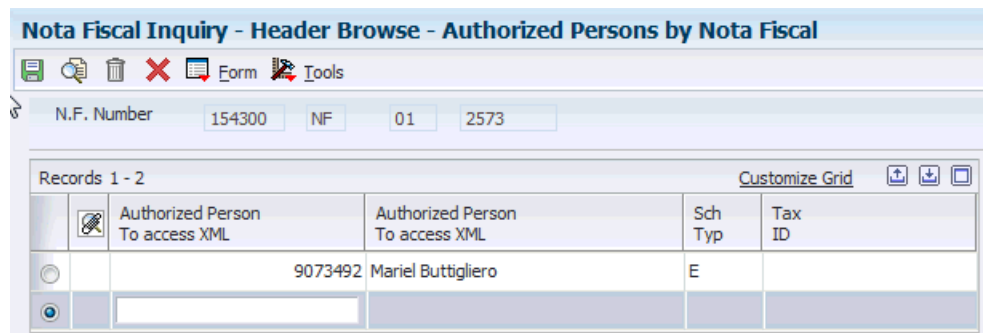 Nota Fiscal Inquiry - Header Browse - Authorized Persons by Nota Fiscal
Form Tools
N.F. Number 154300 NF 01 2573
Records 1 - 2 Customize Grid
Authorized Person Authorized Person Sch Tax
To access XML To access XML Typ ID
9073492 Mariel Buttigliero E